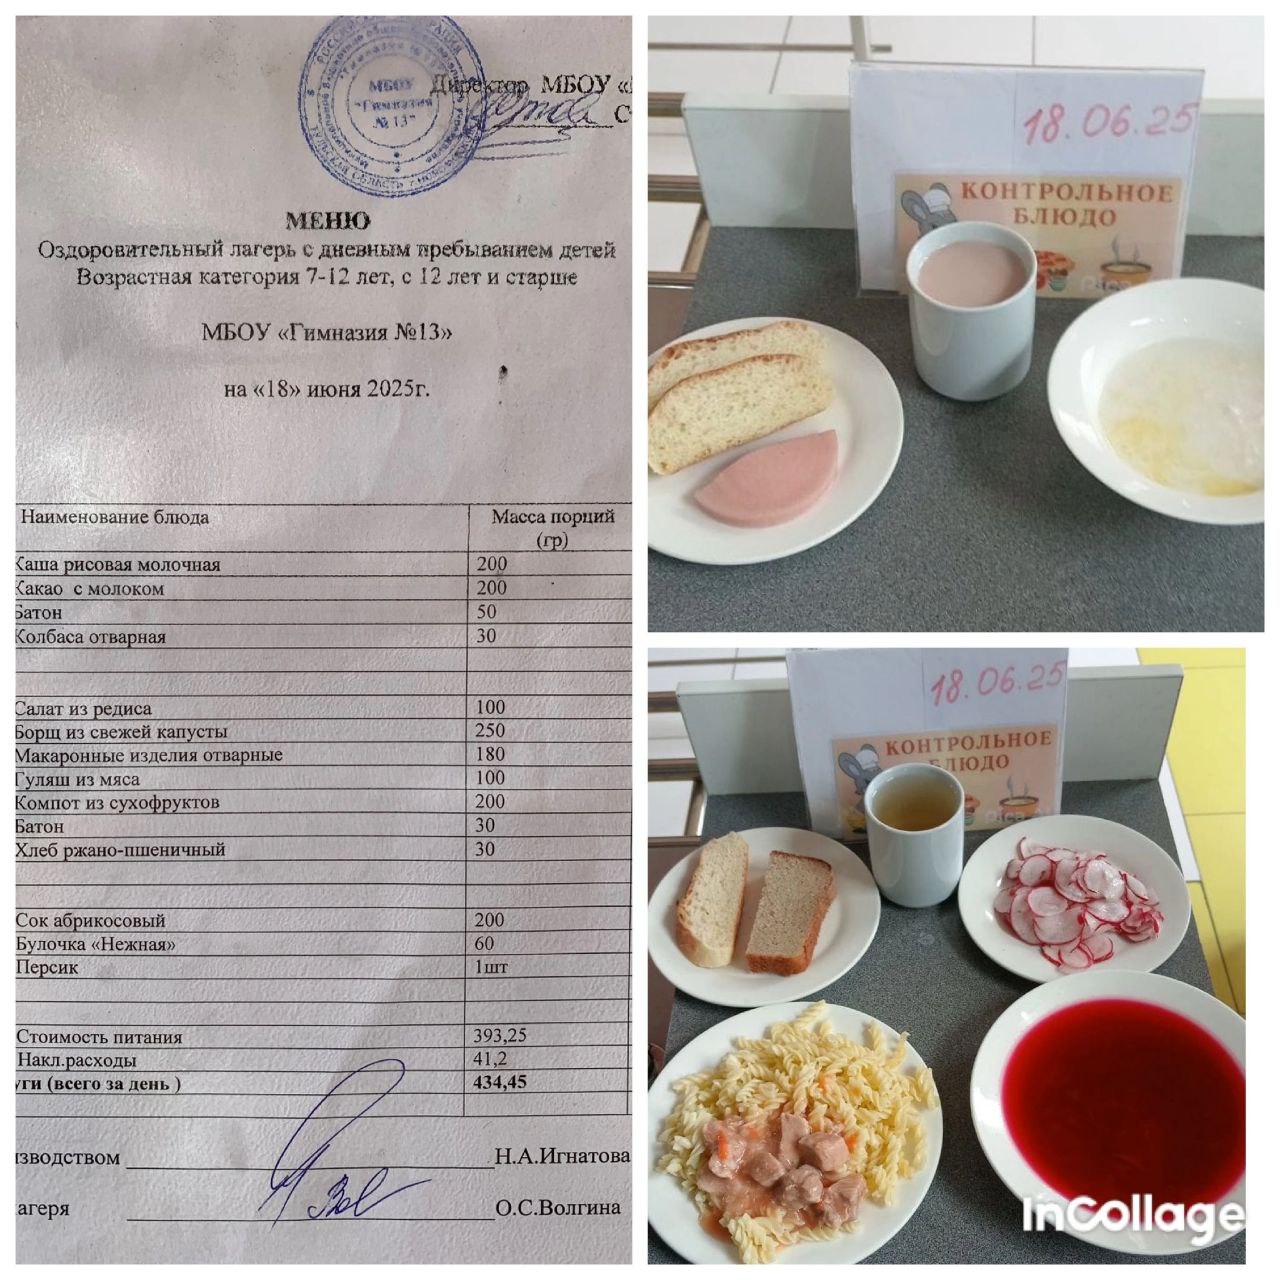 МБОУ
"Гимназия
№ 13"
Директор МБОУ «
МЕНЮ
Оздоровительный лагерь с дневным пребыванием детей
Возрастная категория 7-12 лет, с 12 лет и старше
МБОУ «Гимназия №13»
на «18» июня 2025г.
Наименование блюда Масса порций
(гр)
Каша рисовая молочная 200
Какао с молоком 200
Батон 50
Колбаса отварная 30
Салат из редиса 100
Борщ из свежей капусты 250
Макаронные изделия отварные 180
Гуляш из мяса 100
Компот из сухофруктов 200
Батон 30
Хлеб ржано-пшеничный 30
Сок абрикосовый 200
Булочка «Нежная» 60
Персик 1шт
Стоимость питания 393,25
Накл.расходы 41,2
уги (всего за день ) 434,45
изводством Н.А.Игнатова
лагеря О.С.Волгина
18.06.25
КОНТРОЛЬНОЕ
БЛЮДО
18.06.25
КОНТРОЛЬНОЕ
БЛЮДО
InCollage